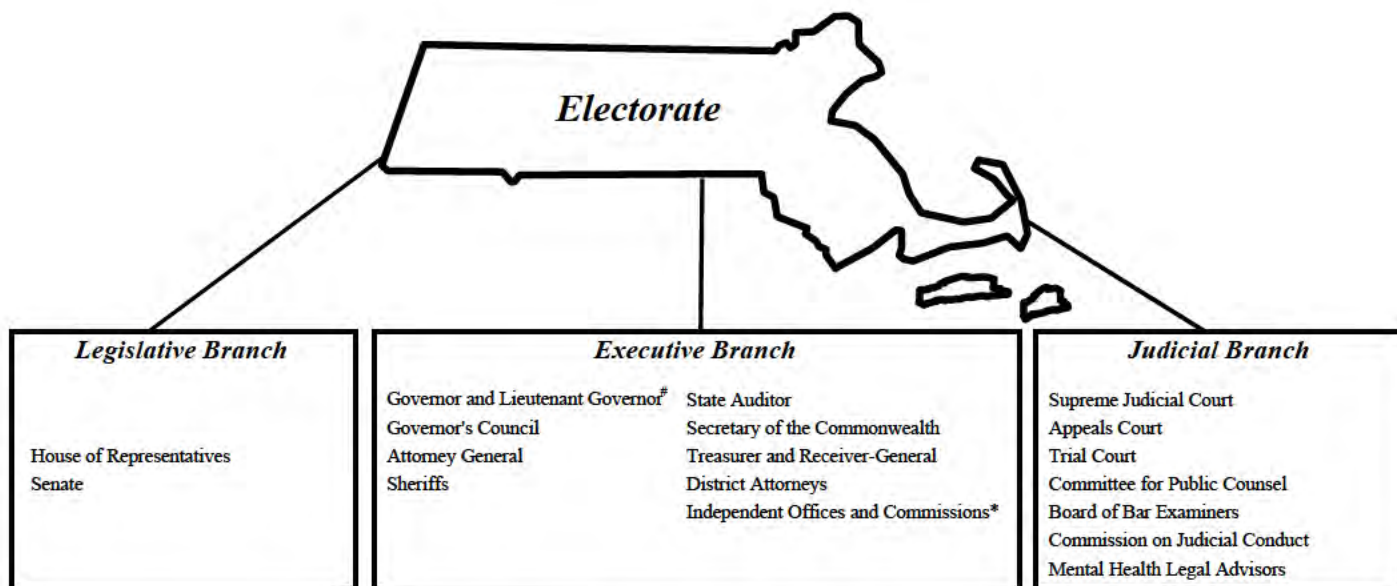 Electorate
Legislative Branch
House of Representatives
Senate
Executive Branch
Governor and Lieutenant Governor#
Governor's Council
Attorney General
Sheriffs
State Auditor
Secretary of the Commonwealth
Treasurer and Receiver-General
District Attorneys
Independent Offices and Commissions*
Judicial Branch
Supreme Judicial Court
Appeals Court
Trial Court
Committee for Public Counsel
Board of Bar Examiners
Commission on Judicial Conduct
Mental Health Legal Advisors